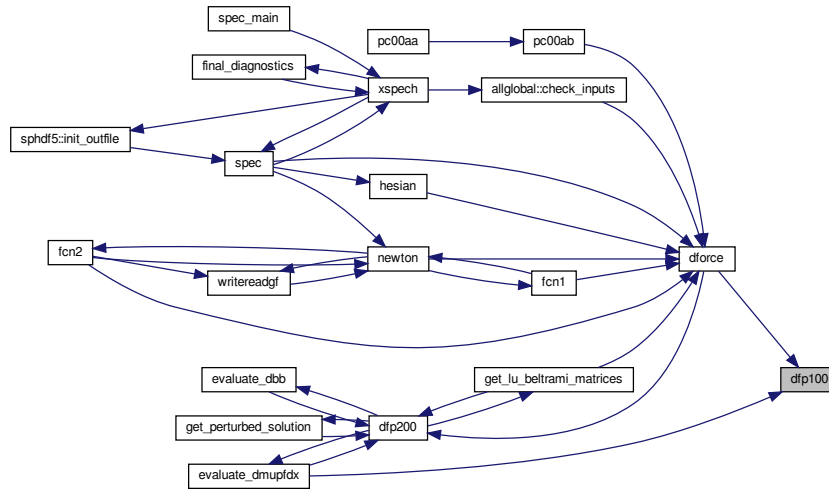 spec_main
pc00aa
pc00ab
final_diagnostics
xspech
allglobal::check_inputs
sphdf5::init_outfile
spec
hesian
fcn2
newton
dforce
writereadgf
fcn1
evaluate_dbb
get_lu_beltrami_matrices
dfp100
get_perturbed_solution
dfp200
evaluate_dmupfdx